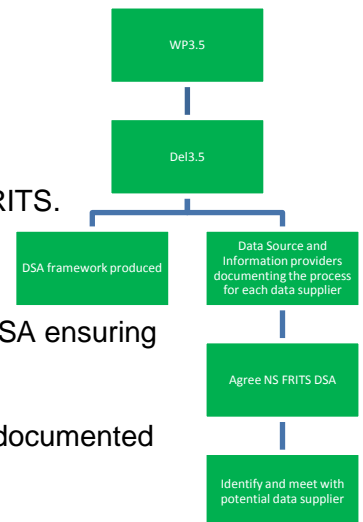 WP3.5
Del3.5
RITS.
DSA framework produced
Data Source and
Information providers
documenting the process
for each data supplier
SA ensuring
Agree NS FRITS DSA
documented
Identify and meet with
potential data supplier